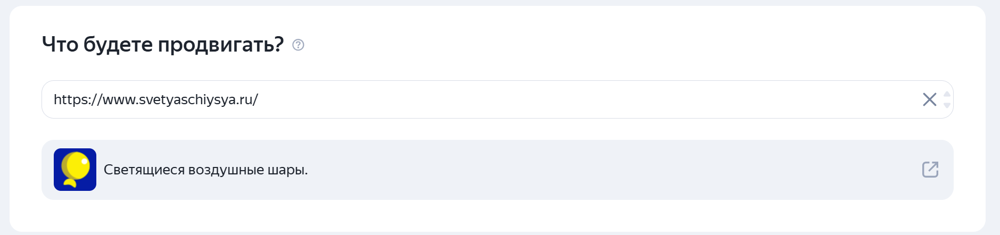 Что будете продвигать?
https://www.svetyaschiysya.ru/
Светящиеся воздушные шары.